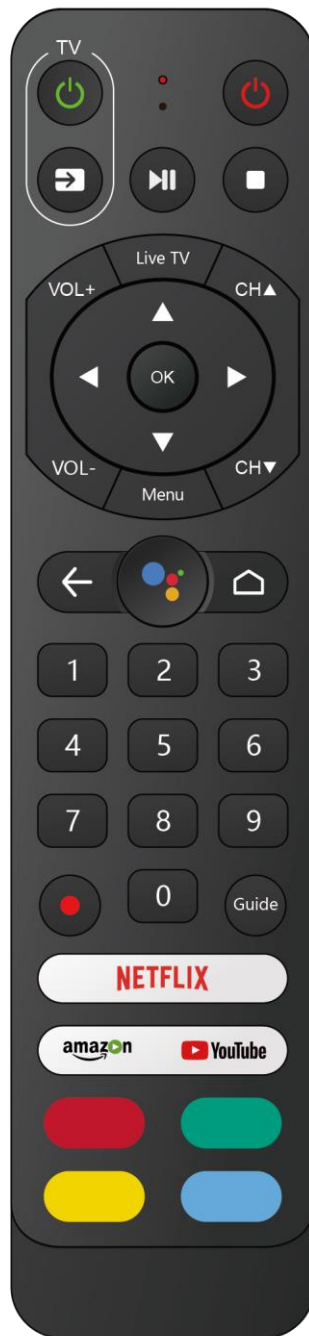 TV
Live TV
VOL+
CH▲
OK
VOL-
CH▼
Menu
1 2 3
4 5 6
7 8 9
0 Guide
NETFLIX
amazon YouTube